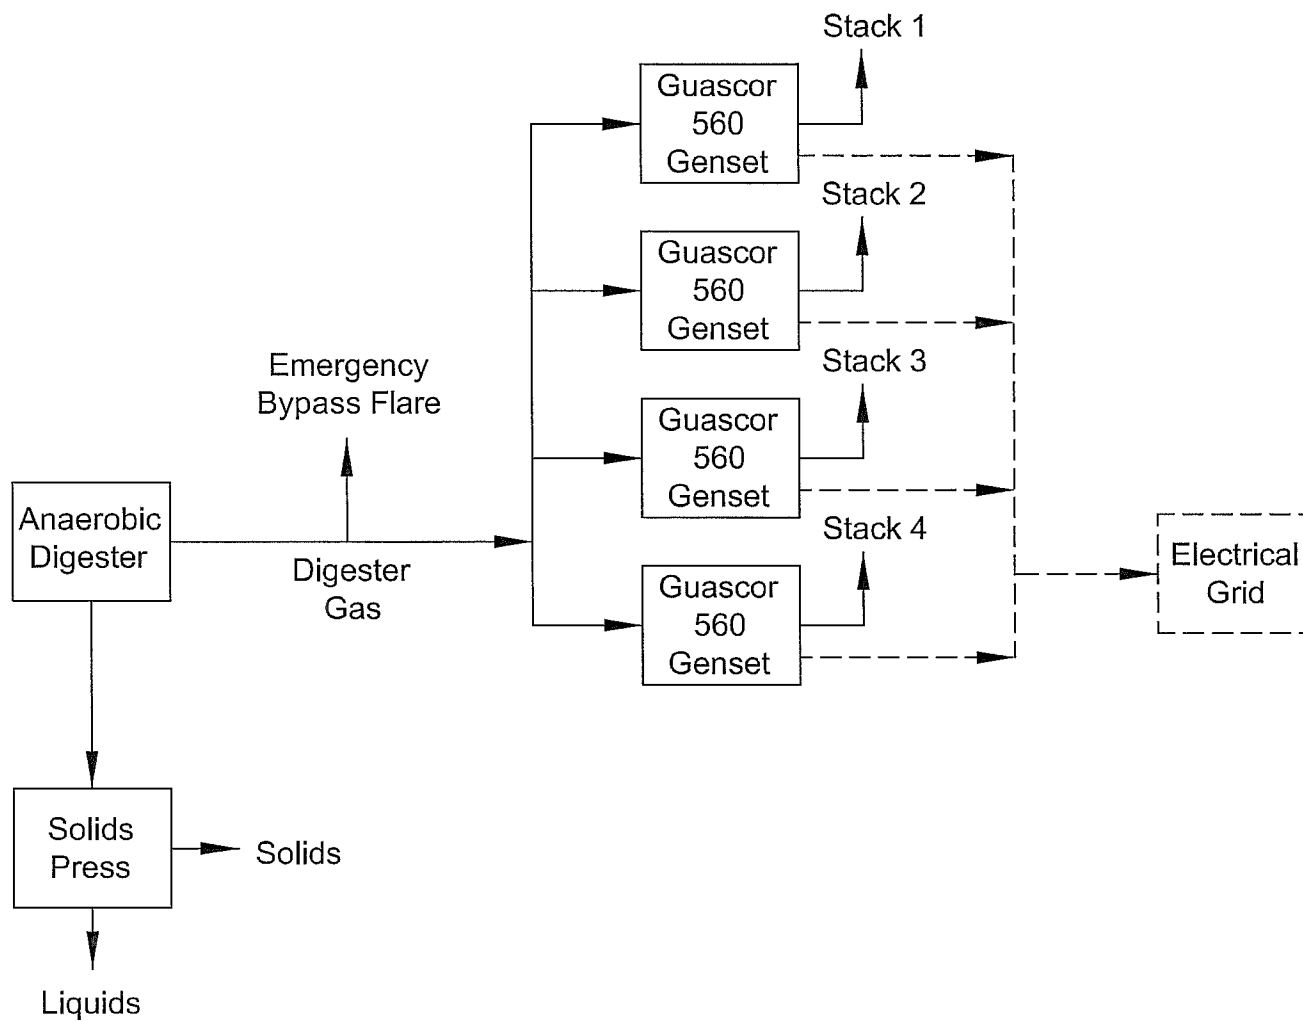 Stack 1
Guascor
560
Genset
Stack 2
Guascor
560
Genset
Emergency
Bypass Flare
Stack 3
Guascor
560
Genset
Anaerobic
Digester
Digester
Gas
Stack 4
Guascor
560
Genset
Electrical
Grid
Solids
Press
Solids
Liquids